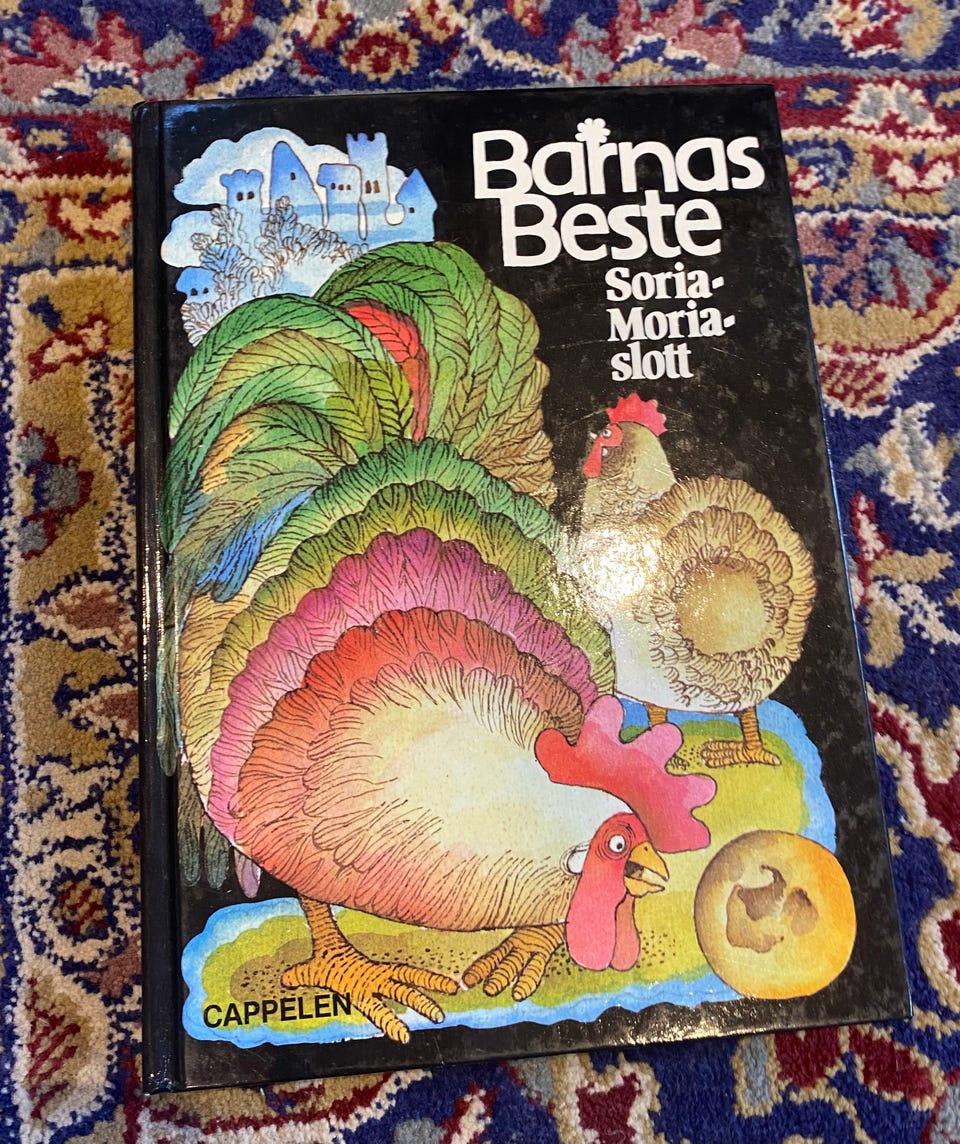 Barnas
Beste
Soria-
Moria-
slott
CAPPELEN